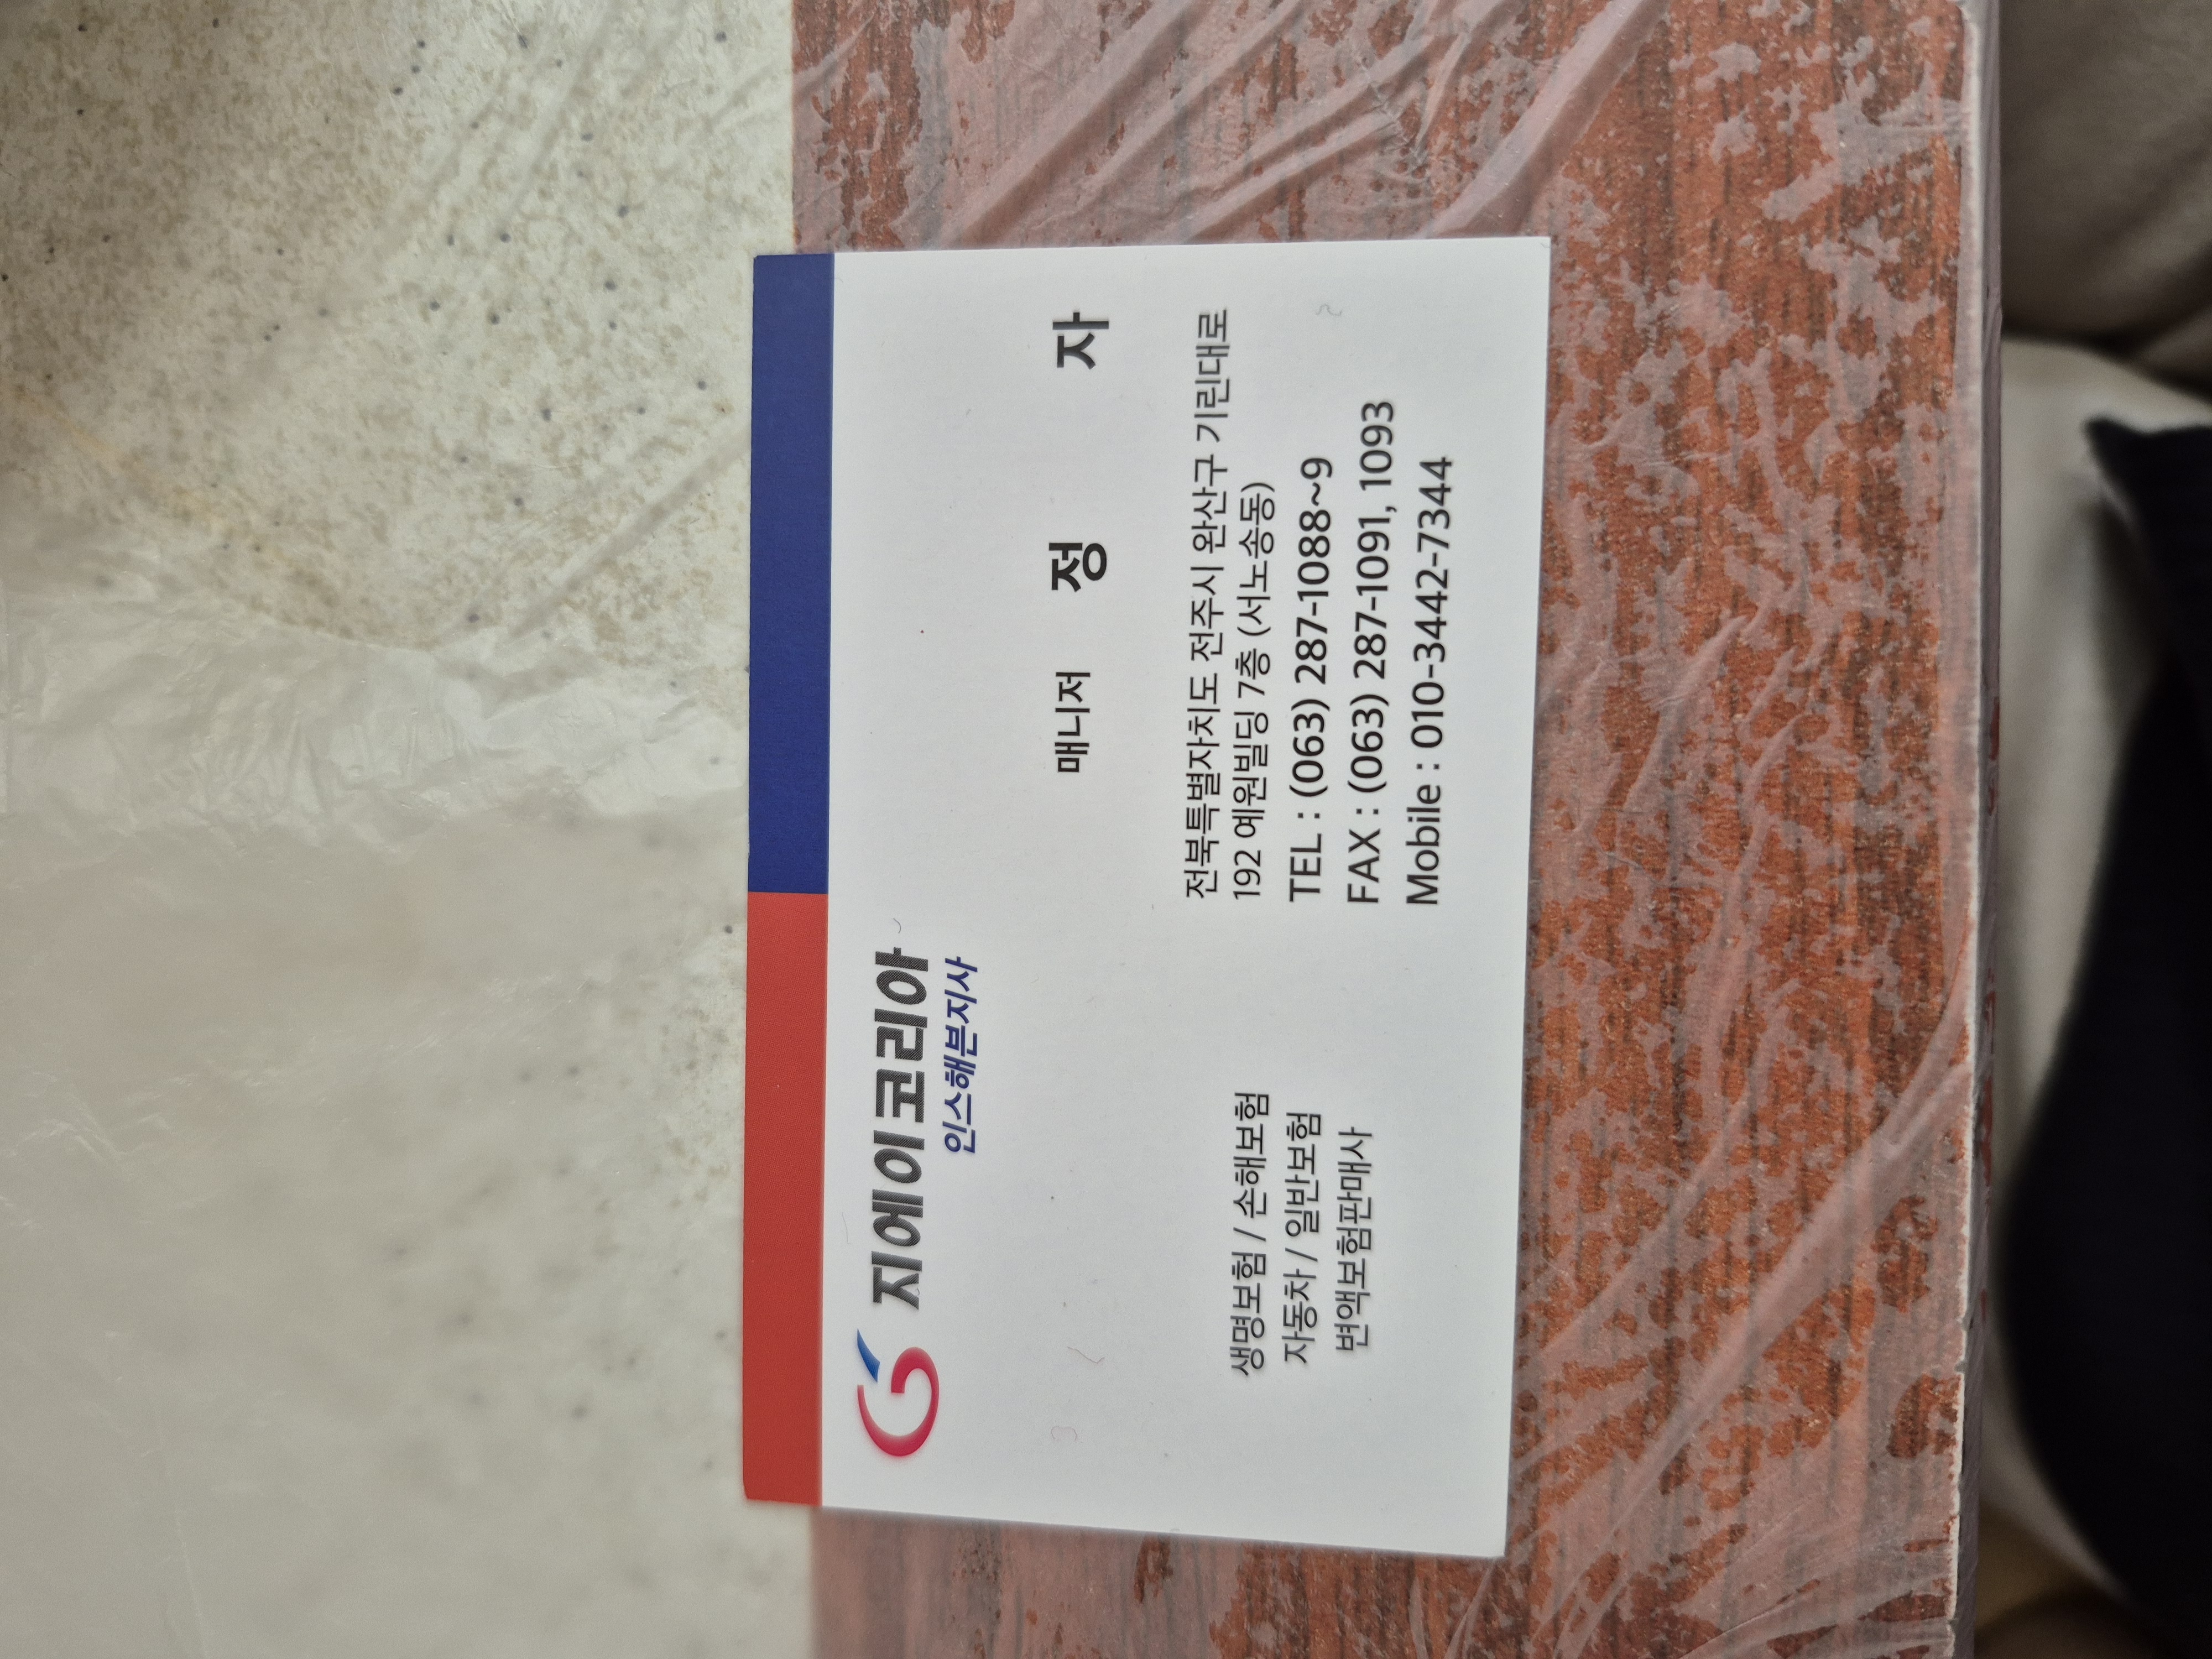 지에이코리아
인스해븐지사
매니저 정 자
전북특별자치도 전주시 완산구 기린대로
192 예원빌딩 7층 (서노송동)
TEL : (063) 287-1088~9
FAX : (063) 287-1091, 1093
Mobile : 010-3442-7344
생명보험 / 손해보험
자동차 / 일반보험
변액보험판매사